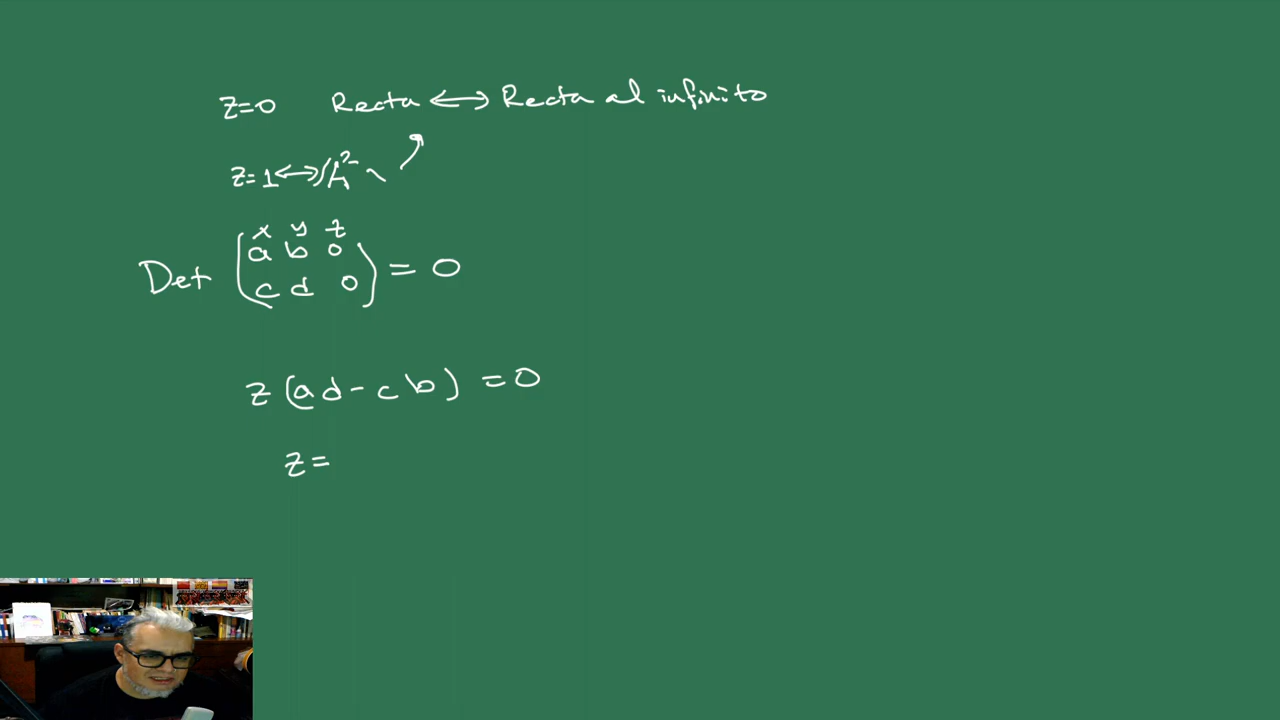 z=0 Recta ⟷ Recta al infinito
z=1 ⟷ A²
x y z
Det ( a b 0 ) = 0
c d 0
z (ad - cb) = 0
z =